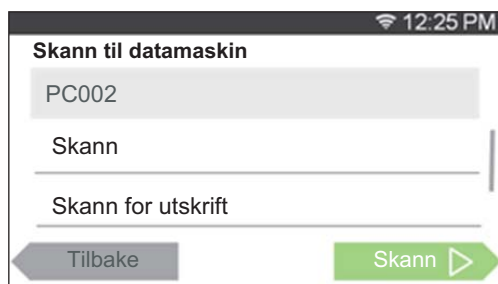 12:25 PM
Skann til datamaskin
PC002
Skann
Skann for utskrift
Tilbake
Skann